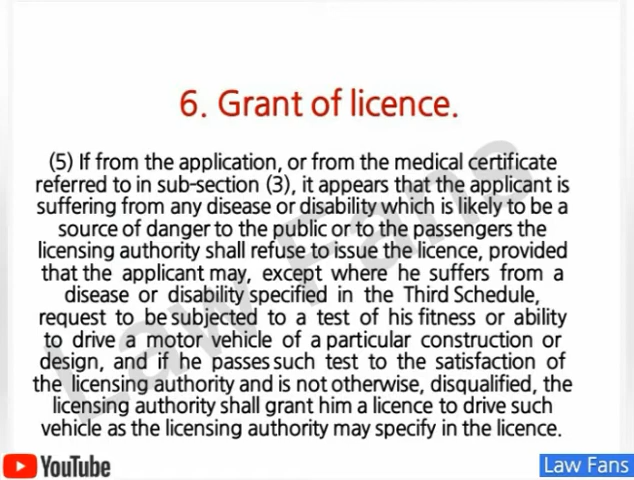 6. Grant of licence.
(5) If from the application, or from the medical certificate
referred to in sub-section (3), it appears that the applicant is
suffering from any disease or disability which is likely to be a
source of danger to the public or to the passengers the
licensing authority shall refuse to issue the licence, provided
that the applicant may, except where he suffers from a
disease or disability specified in the Third Schedule,
request to be subjected to a test of his fitness or ability
to drive a motor vehicle of a particular construction or
design, and if he passes such test to the satisfaction of
the licensing authority and is not otherwise, disqualified, the
licensing authority shall grant him a licence to drive such
vehicle as the licensing authority may specify in the licence.
Law Fans
YouTube
Law Fans